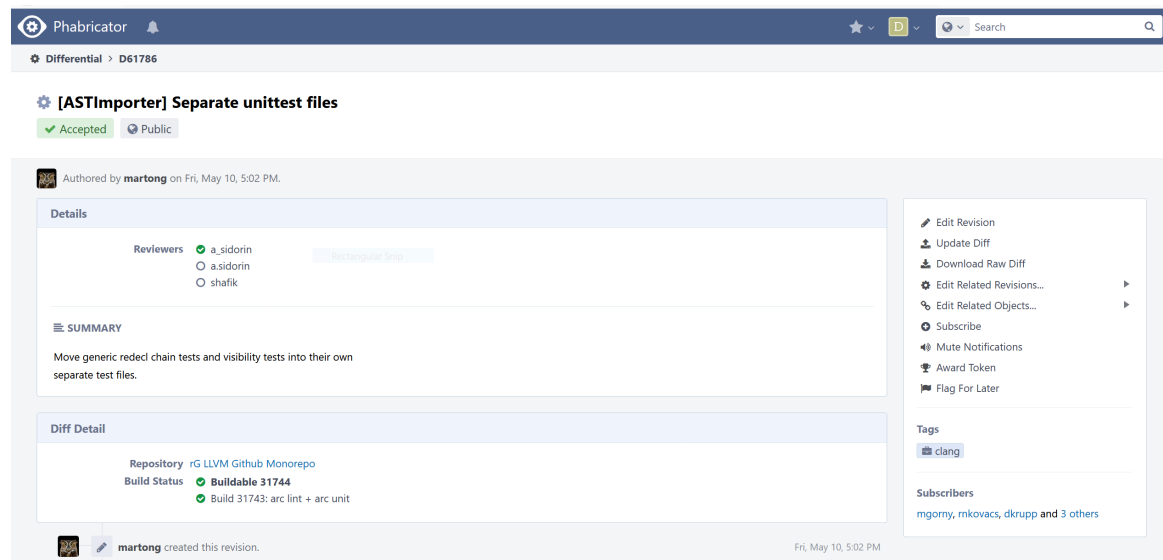 Phabricator
D
Search
Differential > D61786
[ASTImporter] Separate unittest files
Accepted
Public
Authored by martong on Fri, May 10, 5:02 PM.
Details
Reviewers
a_sidorin
a.sidorin
shafik
Rectangular Snip
SUMMARY
Move generic redecl chain tests and visibility tests into their own
separate test files.
Diff Detail
Repository rG LLVM Github Monorepo
Build Status Buildable 31744
Build 31743: arc lint + arc unit
martong created this revision.
Fri, May 10, 5:02 PM
Edit Revision
Update Diff
Download Raw Diff
Edit Related Revisions...
Edit Related Objects...
Subscribe
Mute Notifications
Award Token
Flag For Later
Tags
clang
Subscribers
mgorny, rnkovacs, dkrupp and 3 others